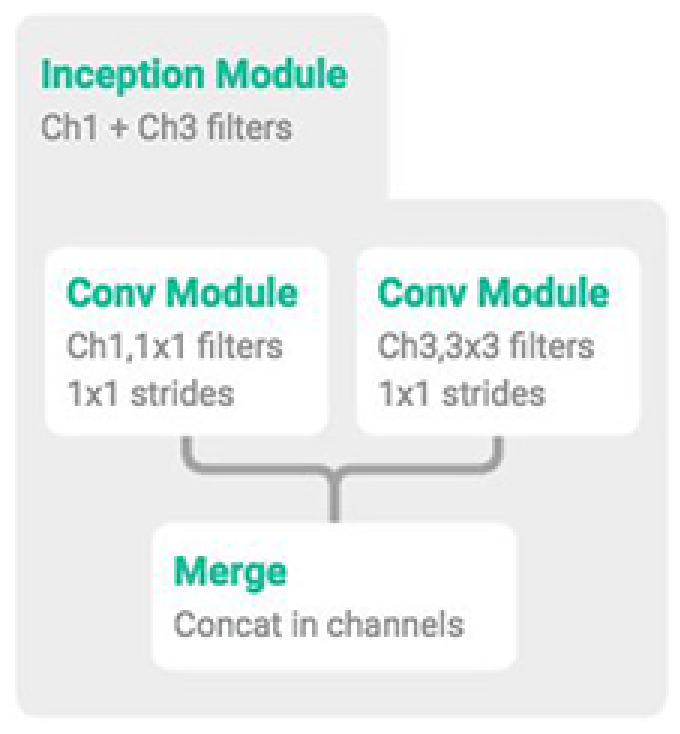 Inception Module
Ch1 + Ch3 filters
Conv Module
Ch1,1x1 filters
1x1 strides
Conv Module
Ch3,3x3 filters
1x1 strides
Merge
Concat in channels